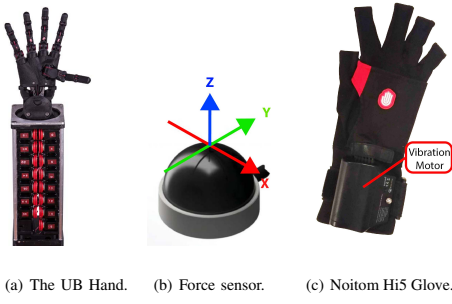 Z
Y
X
Vibration
Motor
(a) The UB Hand.
(b) Force sensor.
(c) Noitom Hi5 Glove.